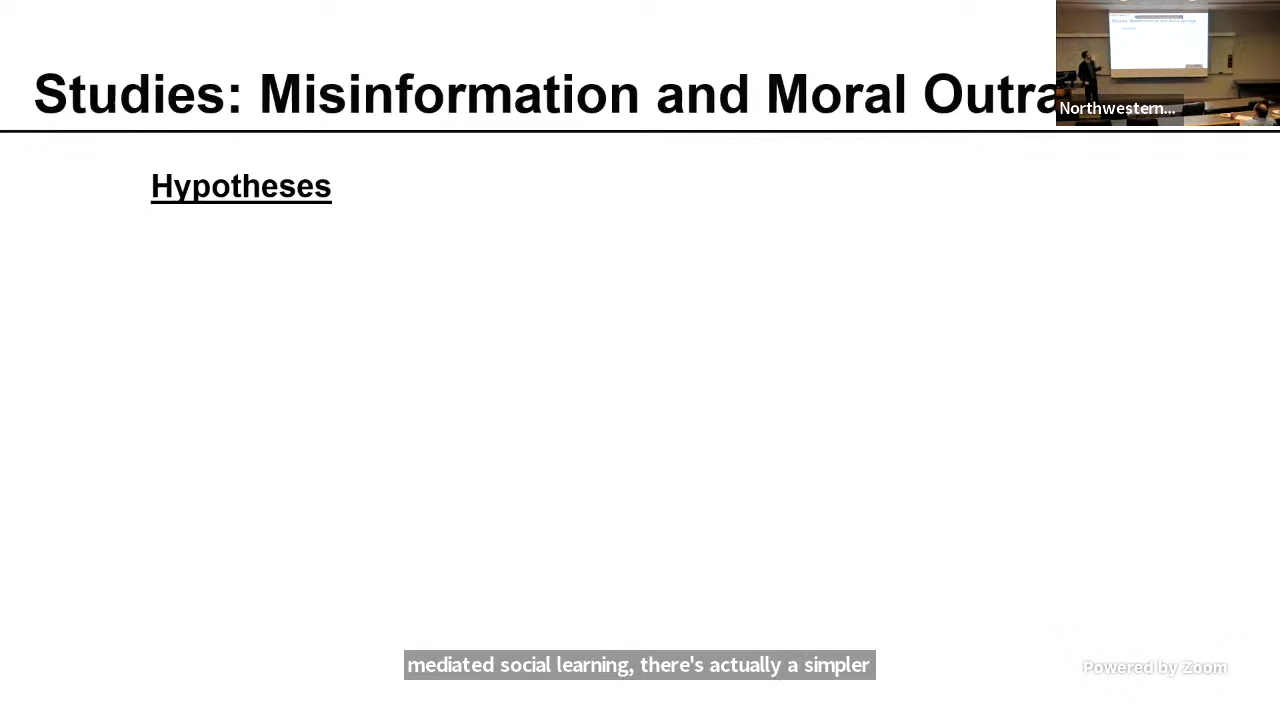 Studies: Misinformation and Moral Outra
Northwestern...
Hypotheses
mediated social learning, there's actually a simpler
Powered by Zoom